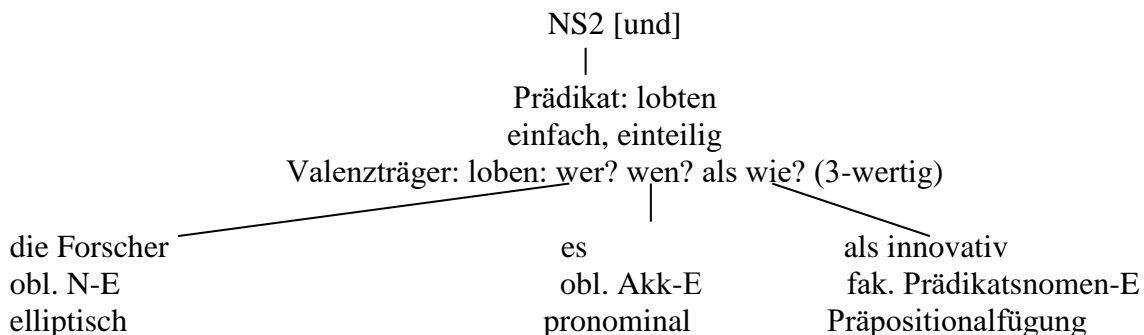 NS2 [und]
Prädikat: lobten
einfach, einteilig
Valenzträger: loben: wer? wen? als wie? (3-wertig)
die Forscher es als innovativ
obl. N-E obl. Akk-E fak. Prädikatsnomen-E
elliptisch pronominal Präpositionalfügung